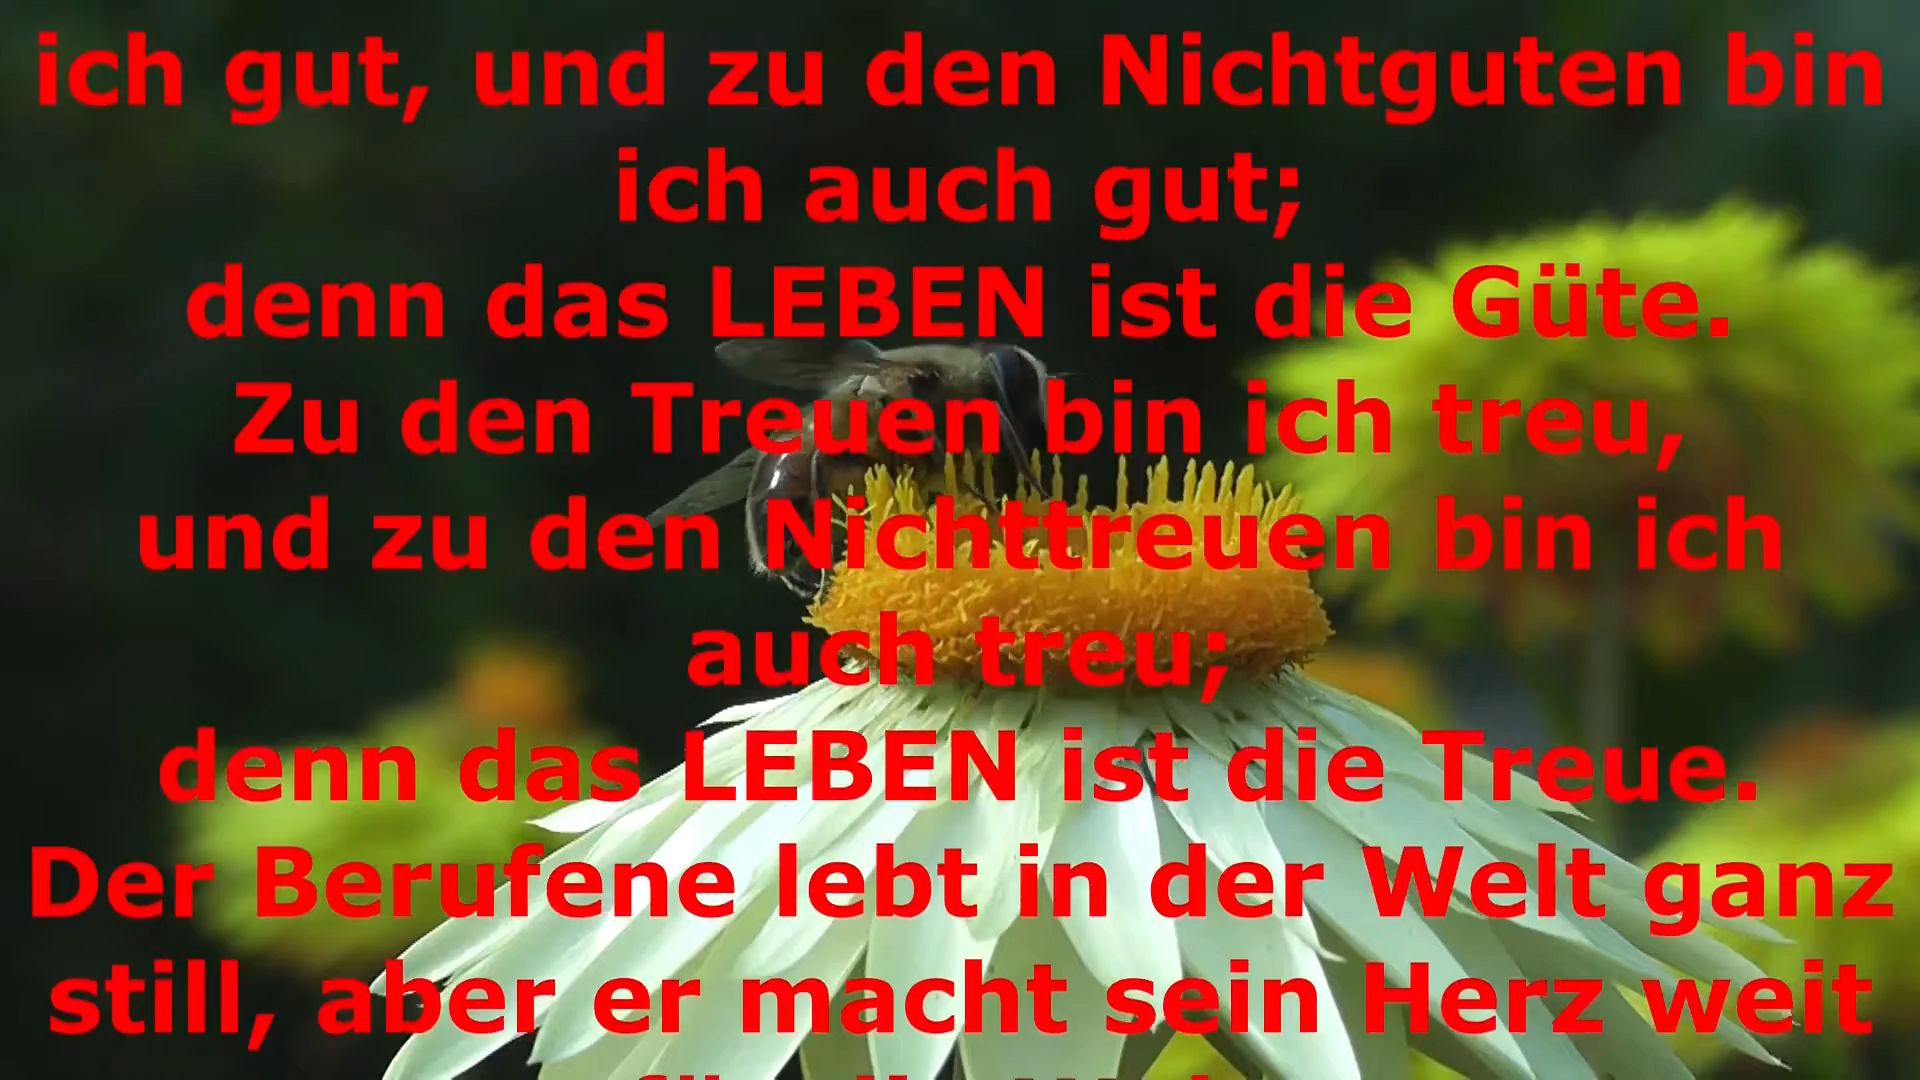 ich gut, und zu den Nichtguten bin
ich auch gut;
denn das LEBEN ist die Güte.
Zu den Treuen bin ich treu,
und zu den Nichttreuen bin ich
auch treu;
denn das LEBEN ist die Treue.
Der Berufene lebt in der Welt ganz
still, aber er macht sein Herz weit